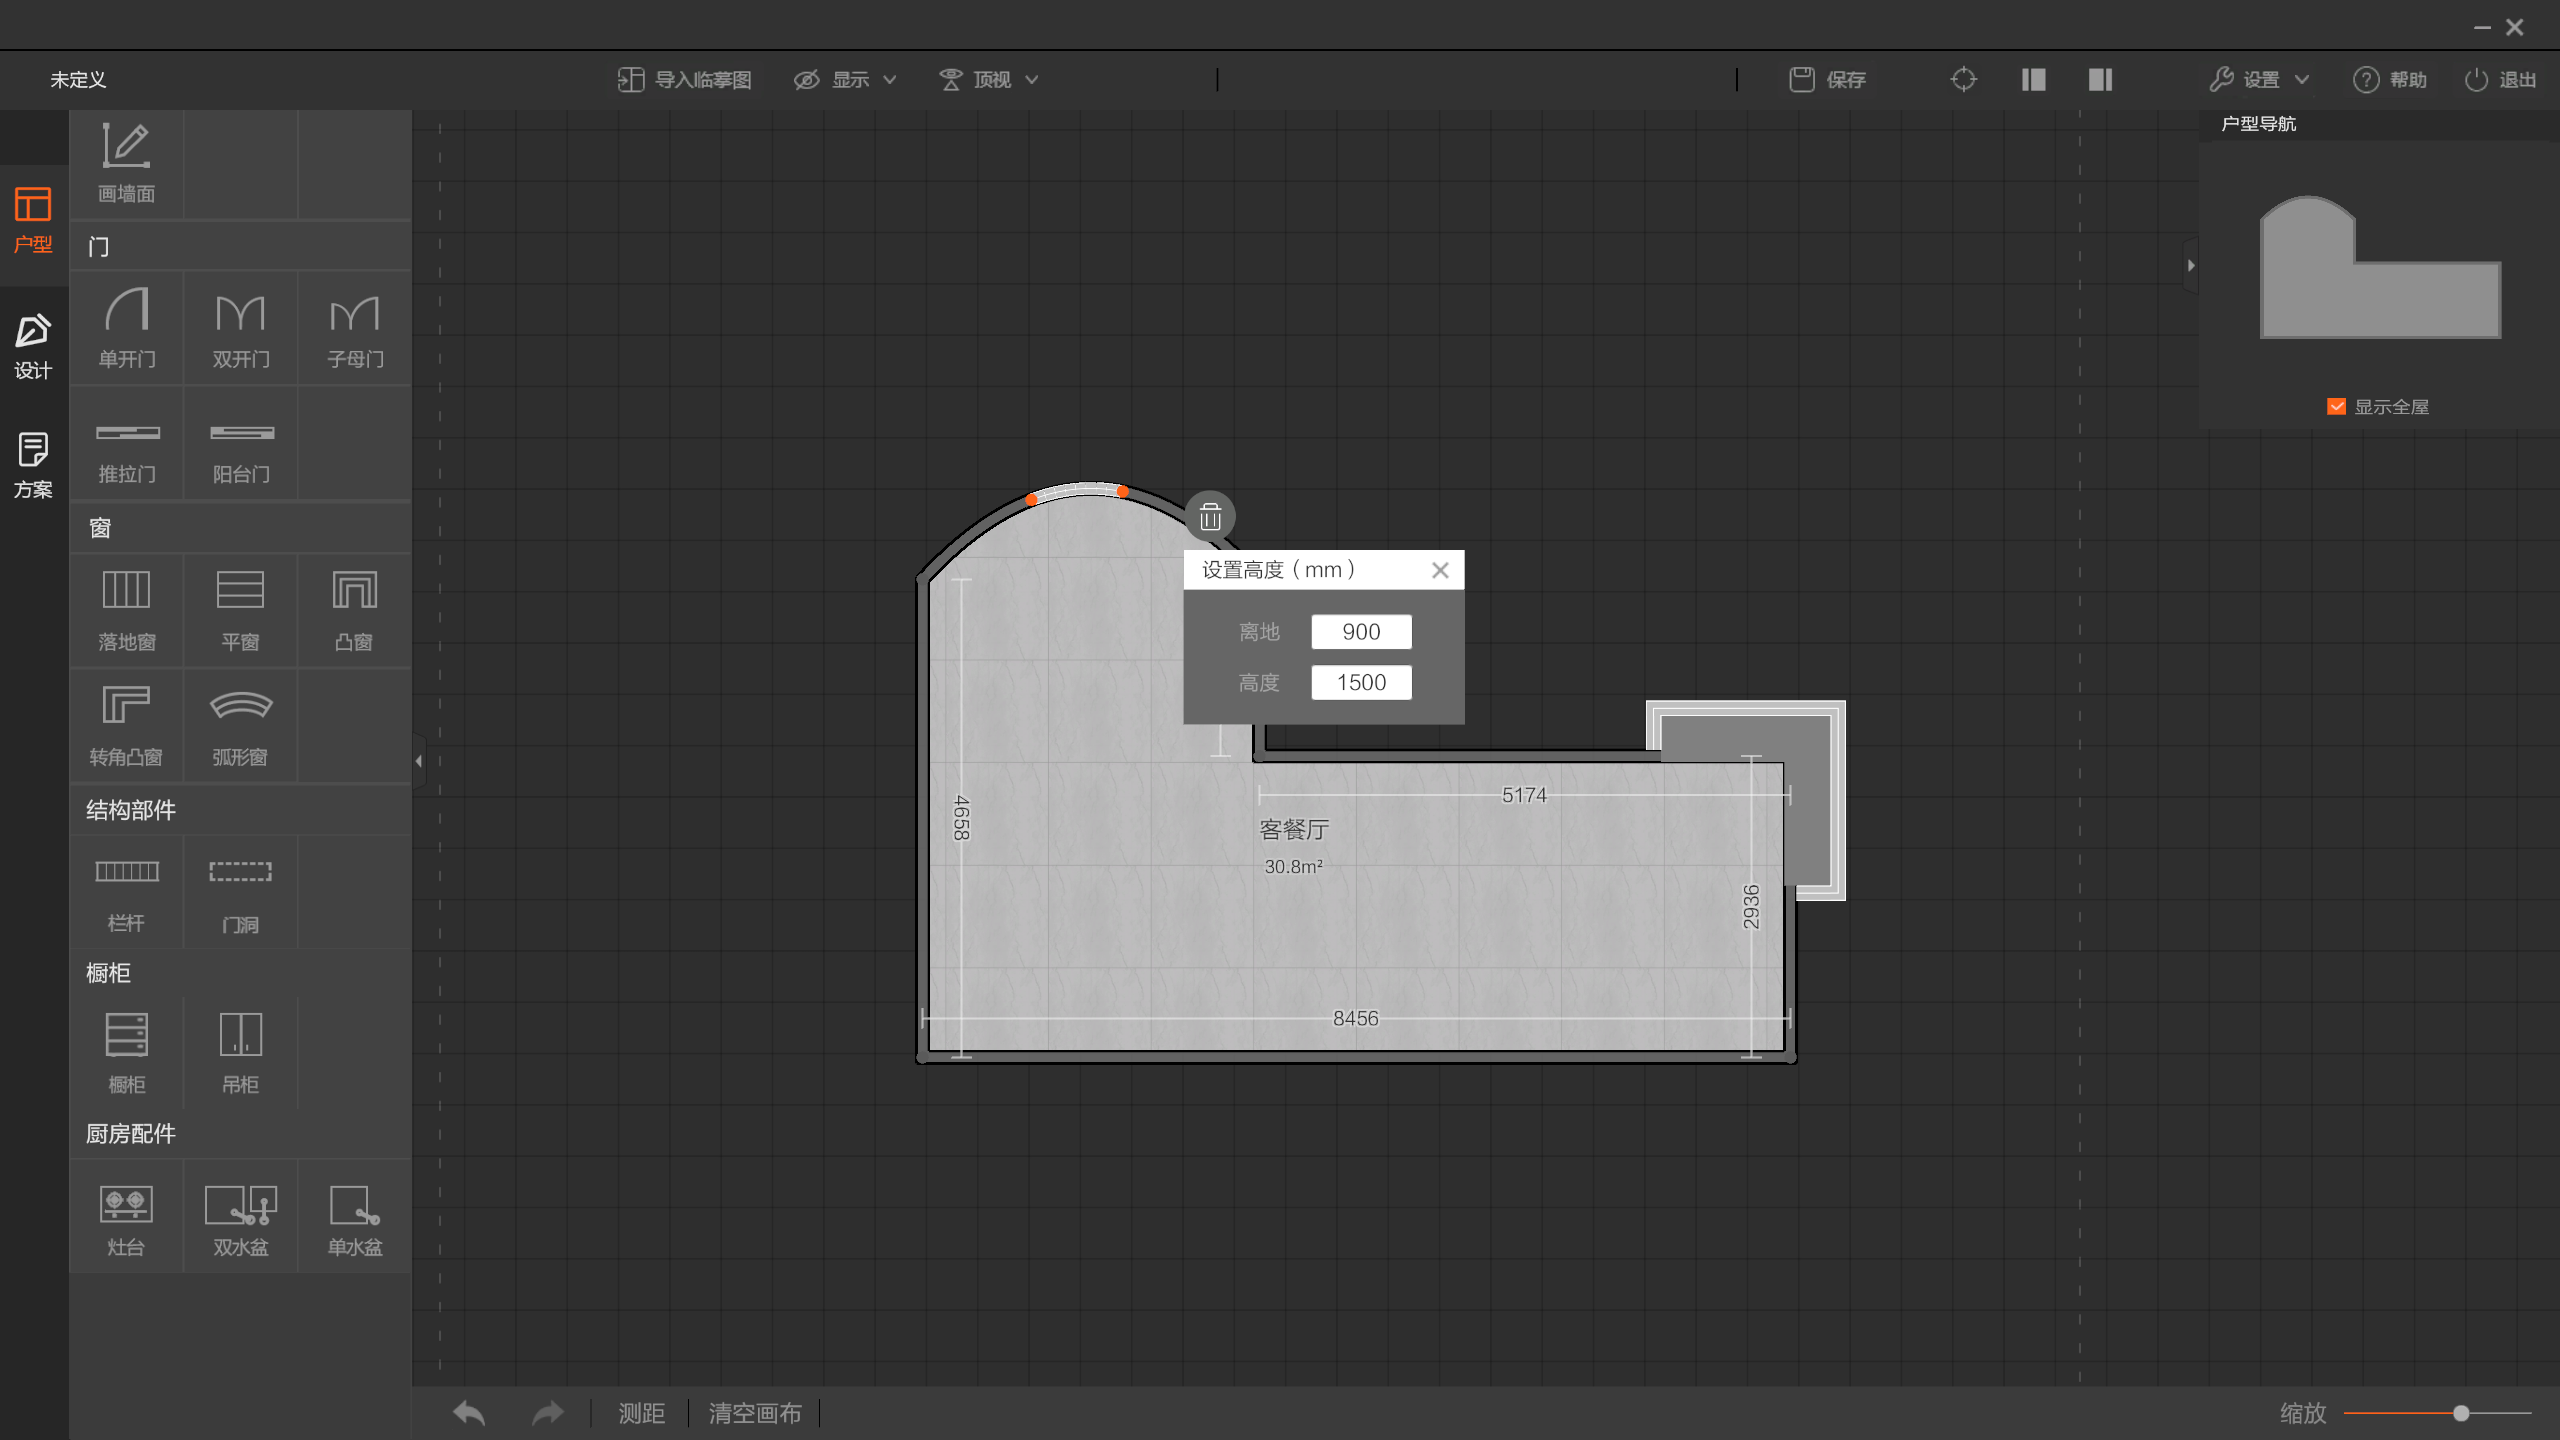 未定义
导入临摹图
显示
顶视
保存
设置
帮助
退出
户型
设计
方案
画墙面
门
单开门
双开门
子母门
推拉门
阳台门
窗
落地窗
平窗
凸窗
转角凸窗
弧形窗
结构部件
栏杆
门洞
橱柜
橱柜
吊柜
厨房配件
灶台
双水盆
单水盆
设置高度（mm）
离地 900
高度 1500
4658
5174
客餐厅
30.8m²
2936
8456
户型导航
显示全屋
测距
清空画布
缩放